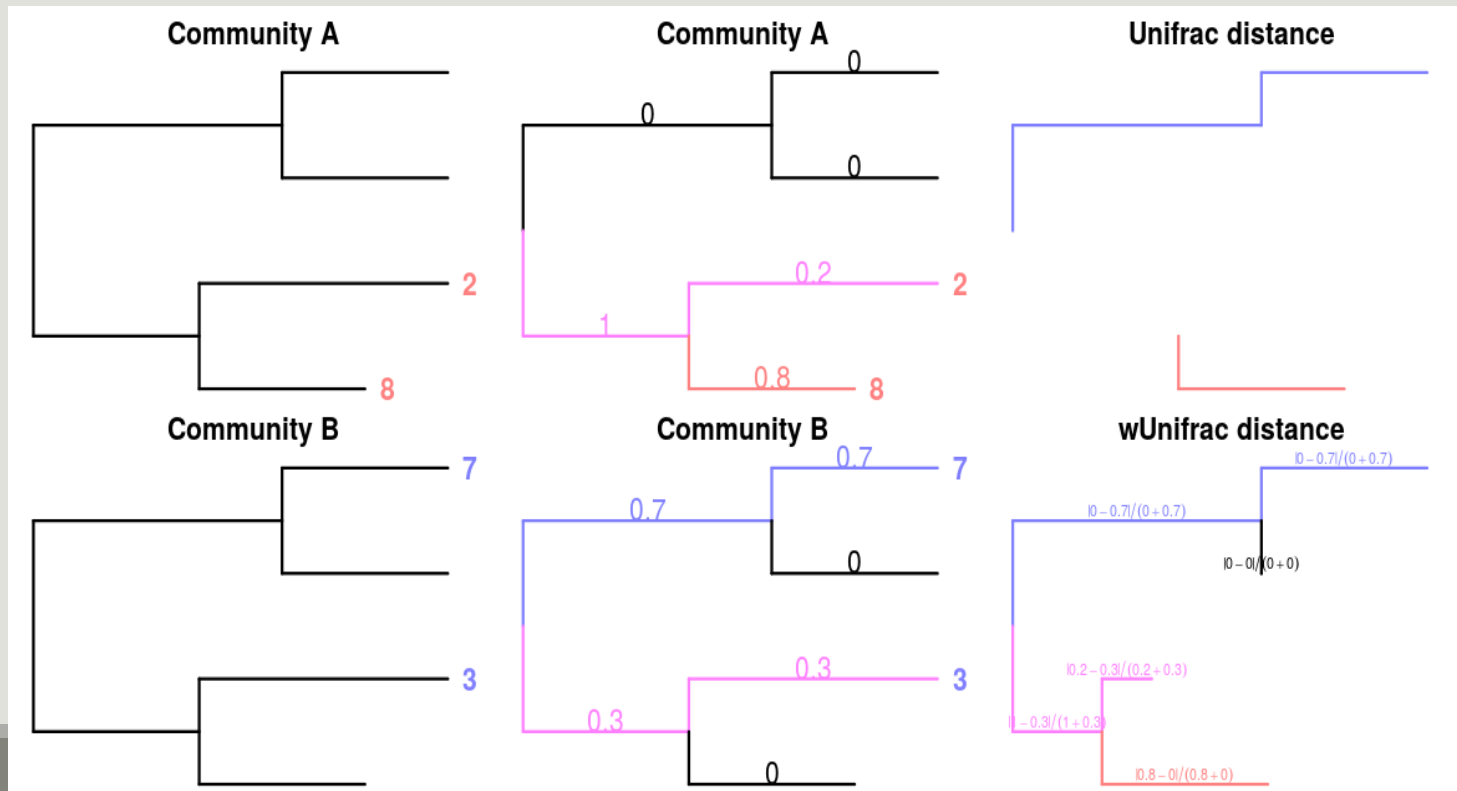 Community A
2
8
Community A
0
0
0
0.2
2
1
0.8
8
Unifrac distance
Community B
7
3
Community B
0.7
7
0.7
0
0.3
3
0.3
0
wUnifrac distance
|0 − 0.7|/(0 + 0.7)
|0 − 0.7|/(0 + 0.7)
|0 − 0|/(0 + 0)
|0.2 − 0.3|/(0.2 + 0.3)
|1 − 0.3|/(1 + 0.3)
|0.8 − 0|/(0.8 + 0)